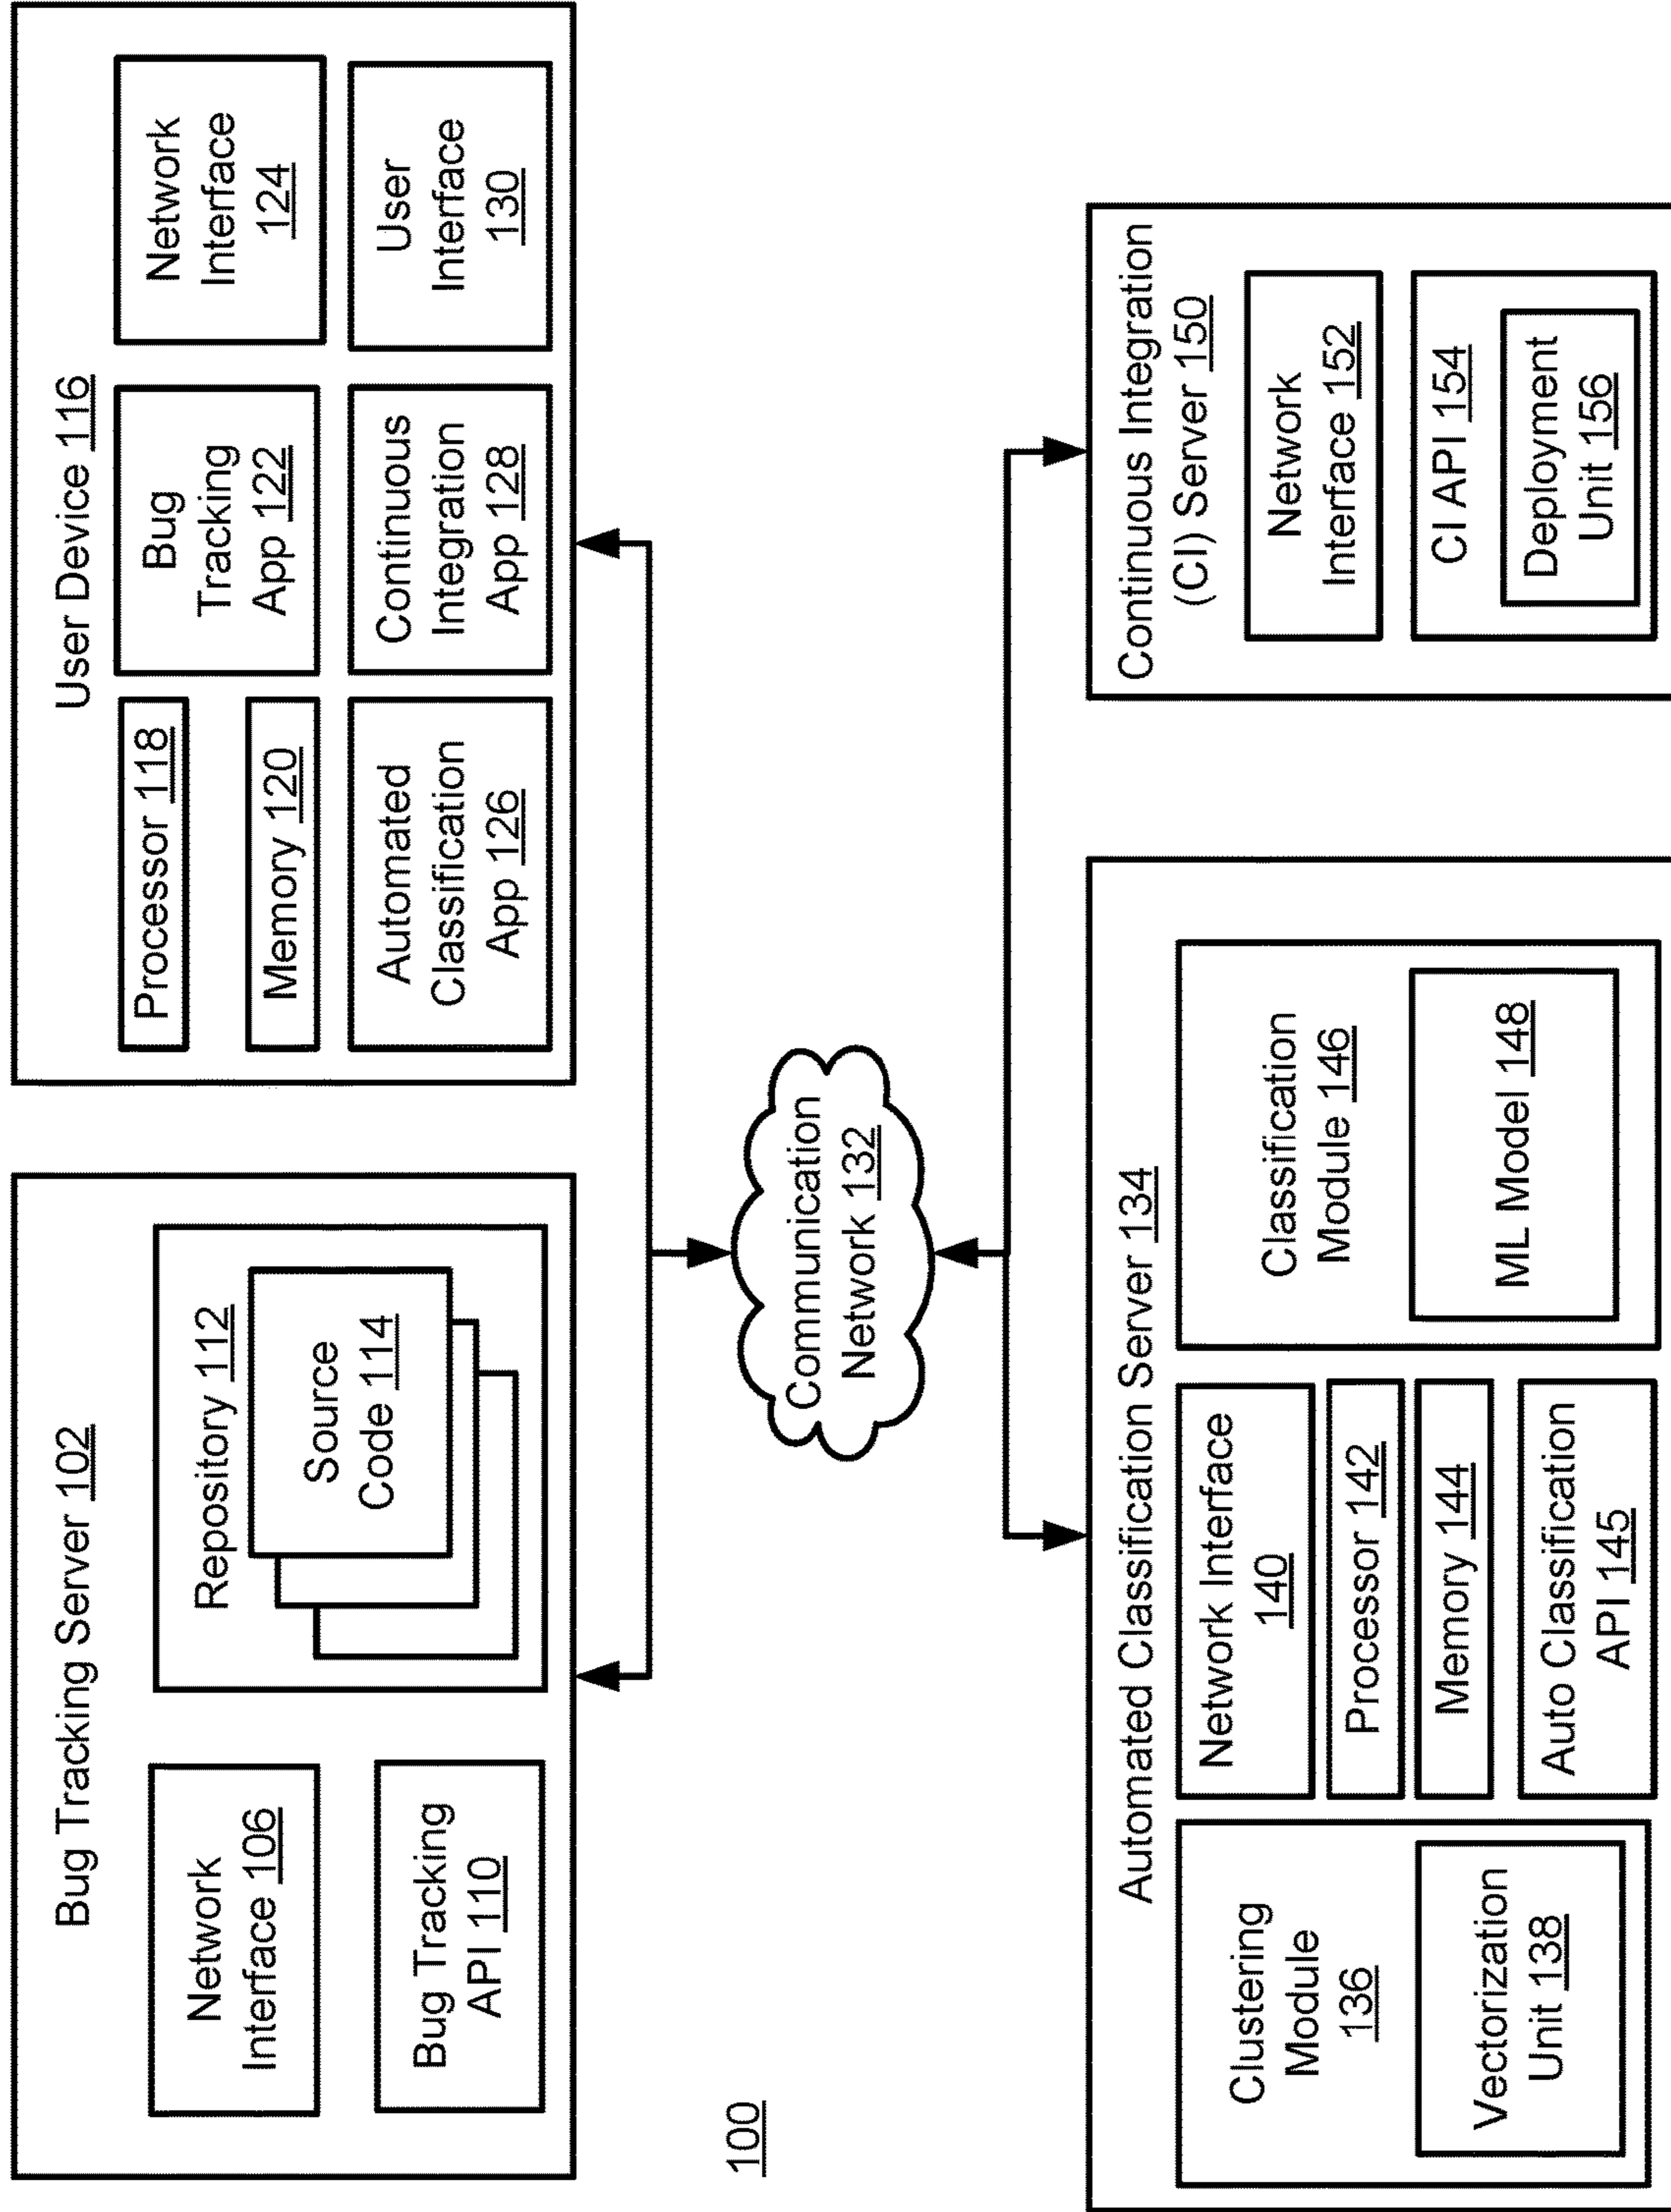 Bug Tracking Server 102
Network
Interface 106
Bug Tracking
API 110
Repository 112
Source
Code 114
User Device 116
Processor 118
Memory 120
Bug
Tracking
App 122
Network
Interface
124
Automated
Classification
App 126
Continuous
Integration
App 128
User
Interface
130
100
Communication
Network 132
Automated Classification Server 134
Clustering
Module
136
Vectorization
Unit 138
Network Interface
140
Processor 142
Memory 144
Auto Classification
API 145
Classification
Module 146
ML Model 148
Continuous Integration
(CI) Server 150
Network
Interface 152
CI API 154
Deployment
Unit 156